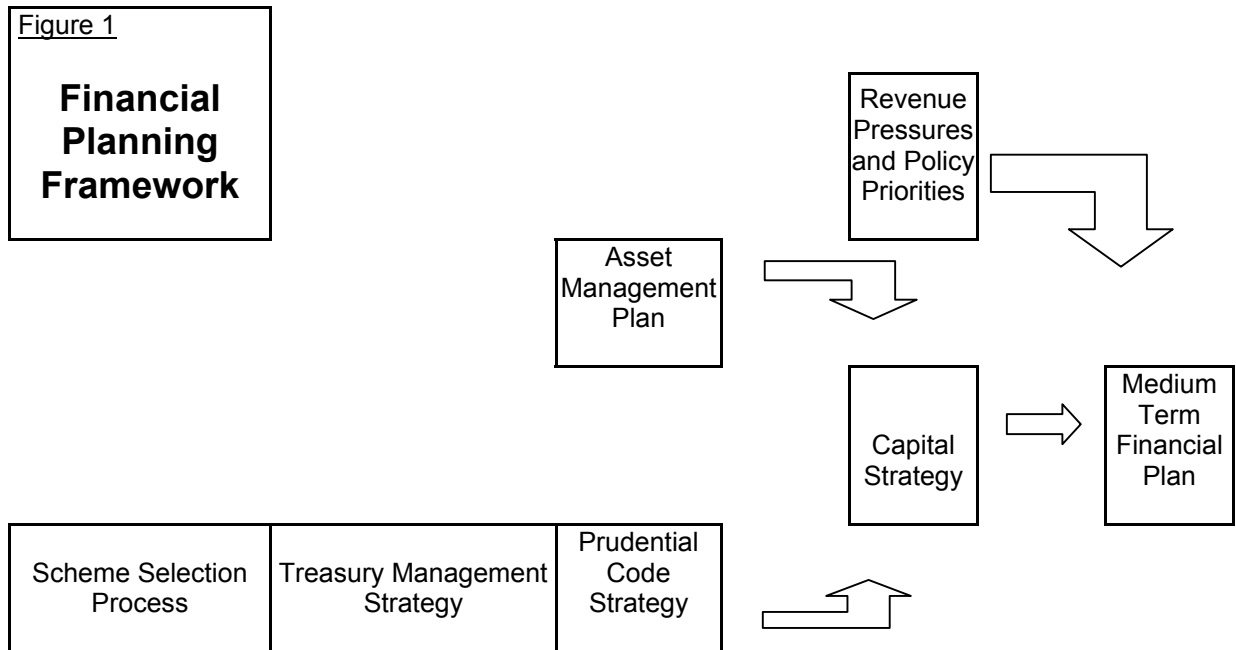 Figure 1
Financial
Planning
Framework
Revenue
Pressures
and Policy
Priorities
Asset
Management
Plan
Capital
Strategy
Medium
Term
Financial
Plan
Scheme Selection
Process
Treasury Management
Strategy
Prudential
Code
Strategy